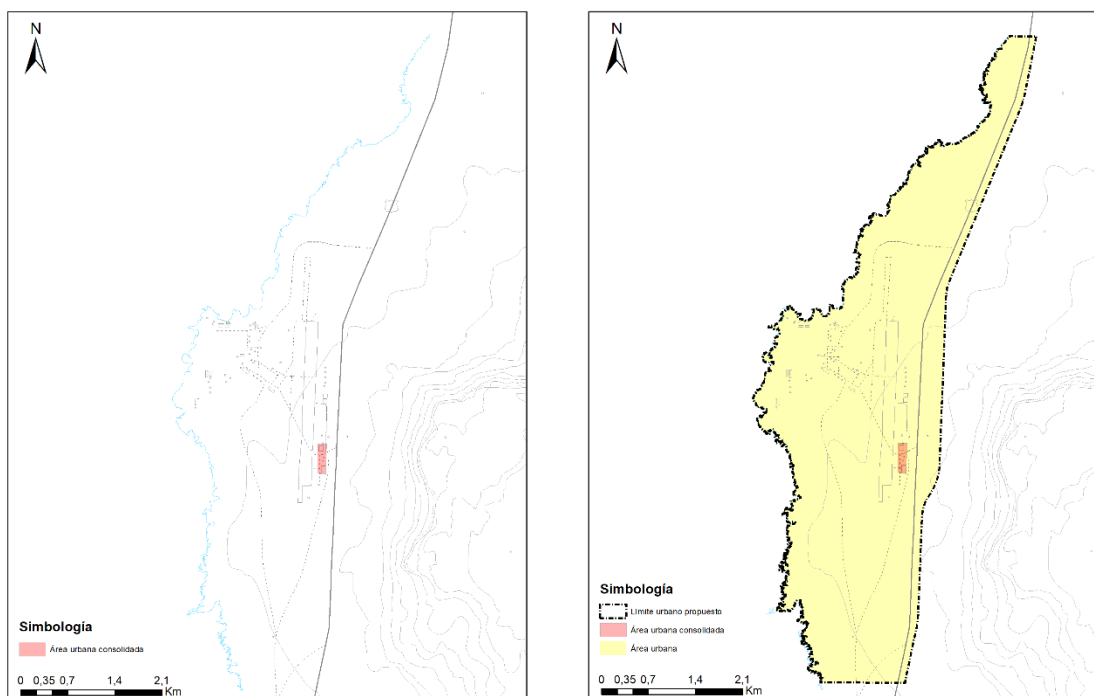 N
Simbología
Área urbana consolidada
0 0,35 0,7 1,4 2,1
Km
N
Simbología
Límite urbano propuesto
Área urbana consolidada
Área urbana
0 0,35 0,7 1,4 2,1
Km